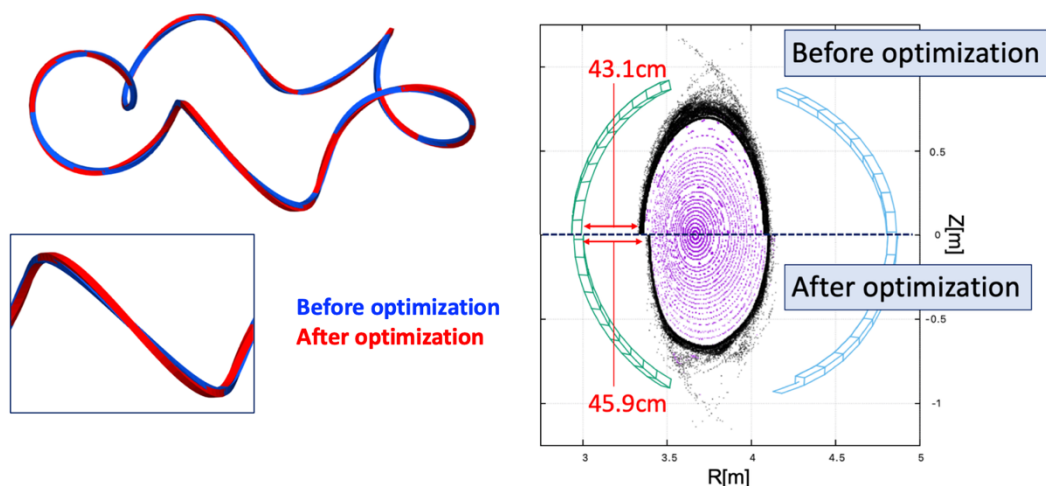 Before optimization
After optimization
43.1cm
Before optimization
0.5
Z[m]
0
After optimization
-0.5
45.9cm
-1
3
3.5
4
4.5
5
R[m]